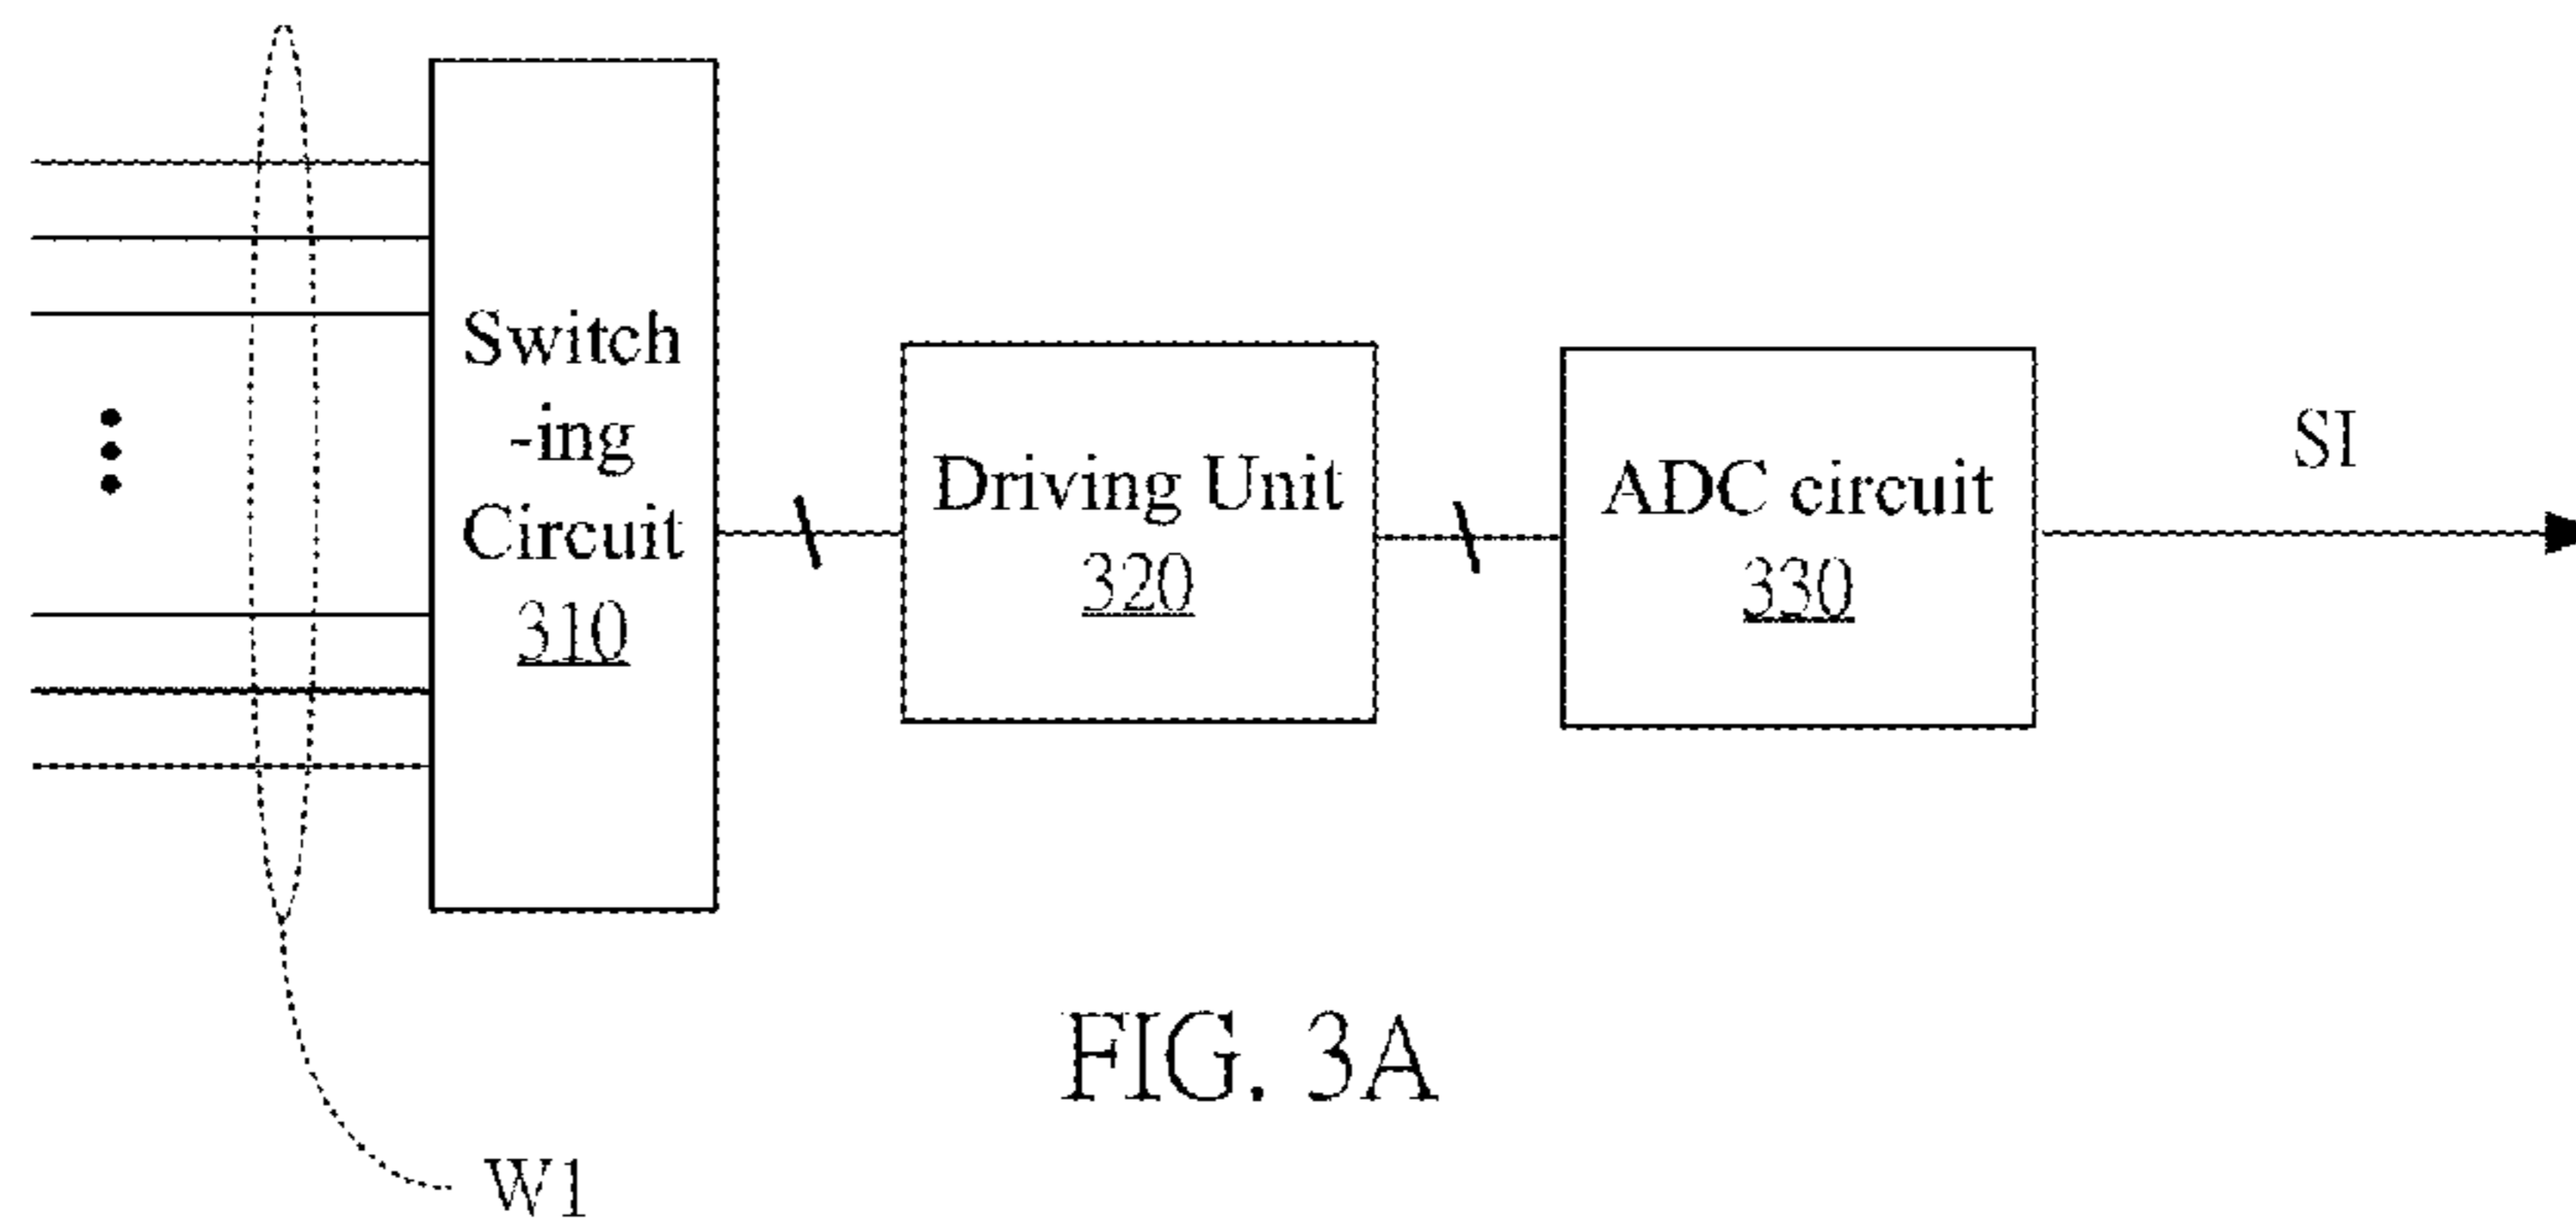 Switch
-ing
Circuit
310
Driving Unit
320
ADC circuit
330
SI
FIG. 3A
W1